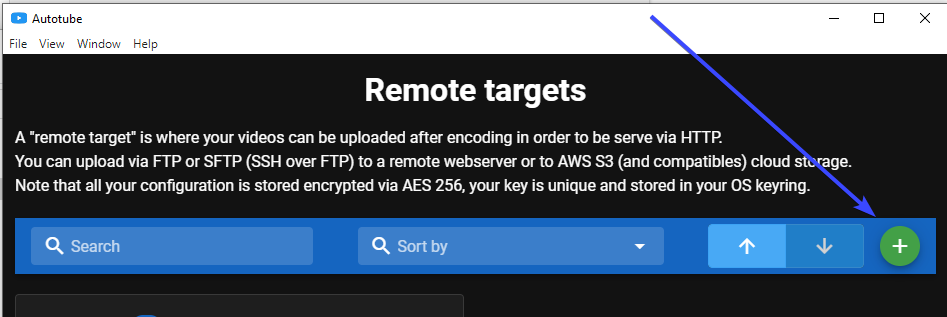 Autotube
File View Window Help
Remote targets
A "remote target" is where your videos can be uploaded after encoding in order to be serve via HTTP.
You can upload via FTP or SFTP (SSH over FTP) to a remote webserver or to AWS S3 (and compatibles) cloud storage.
Note that all your configuration is stored encrypted via AES 256, your key is unique and stored in your OS keyring.
Search Sort by